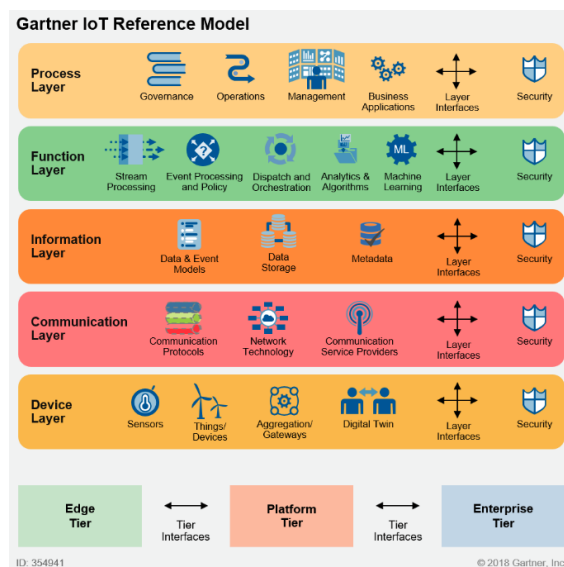 Gartner IoT Reference Model
Process
Layer
Governance
Operations
Management
Business
Applications
Layer
Interfaces
Security
Function
Layer
Stream
Processing
Event Processing
and Policy
Dispatch and
Orchestration
Analytics &
Algorithms
ML
Machine
Learning
Layer
Interfaces
Security
Information
Layer
Data & Event
Models
Data
Storage
Metadata
Layer
Interfaces
Security
Communication
Layer
Communication
Protocols
Network
Technology
Communication
Service Providers
Layer
Interfaces
Security
Device
Layer
Sensors
Things/
Devices
Aggregation/
Gateways
Digital Twin
Layer
Interfaces
Security
Edge
Tier
Tier
Interfaces
Platform
Tier
Tier
Interfaces
Enterprise
Tier
ID: 354941
© 2018 Gartner, Inc